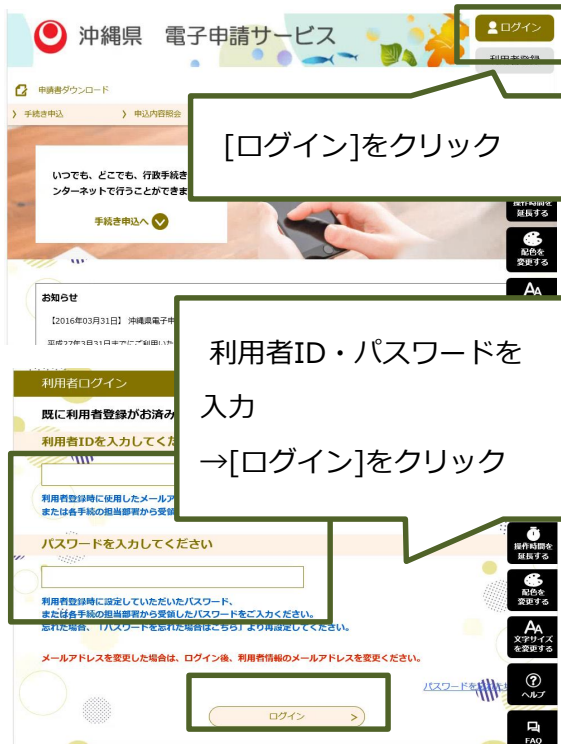 沖縄県 電子申請サービス
ログイン
利用者登録
申請書ダウンロード
手続き申込
申込内容照会
[ログイン]をクリック
いつでも、どこでも、行政手続き
ンターネットで行うことができま
手続き申込へ
操作時間を
延長する
配色を
変更する
AA
お知らせ
【2016年03月31日】 沖縄県電子申
利用者ID・パスワードを
入力
→[ログイン]をクリック
利用者ログイン
既に利用者登録がお済み
利用者IDを入力してくだ
利用者登録時に使用したメールア
または各手続の担当部署から受領
パスワードを入力してください
利用者登録時に設定していただいたパスワード、
または各手続の担当部署から受領したパスワードをご入力ください。
忘れた場合、「パスワードを忘れた場合はこちら」より再設定してください。
メールアドレスを変更した場合は、ログイン後、利用者情報のメールアドレスを変更ください。
パスワードを
ログイン
操作時間を
延長する
配色を
変更する
AA
文字サイズ
を変更する
ヘルプ
FAQ